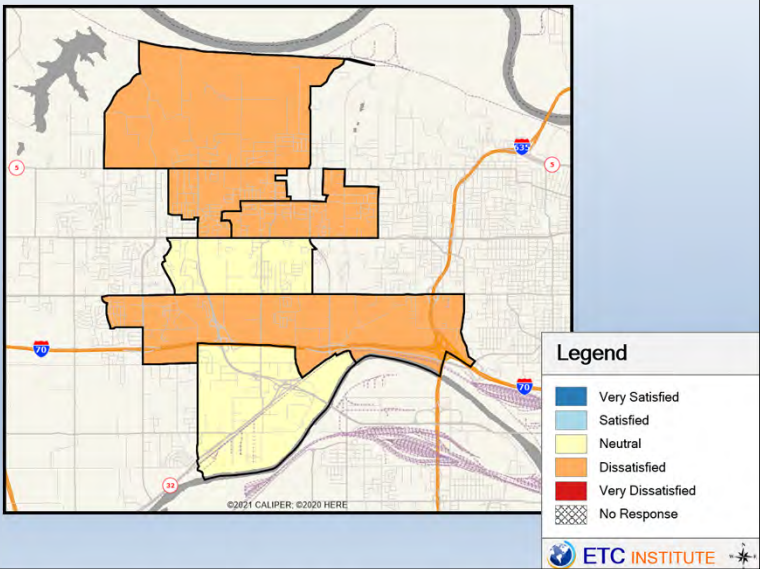 635
5
5
70
70
32
©2021 CALIPER; ©2020 HERE
Legend
Very Satisfied
Satisfied
Neutral
Dissatisfied
Very Dissatisfied
No Response
ETC INSTITUTE